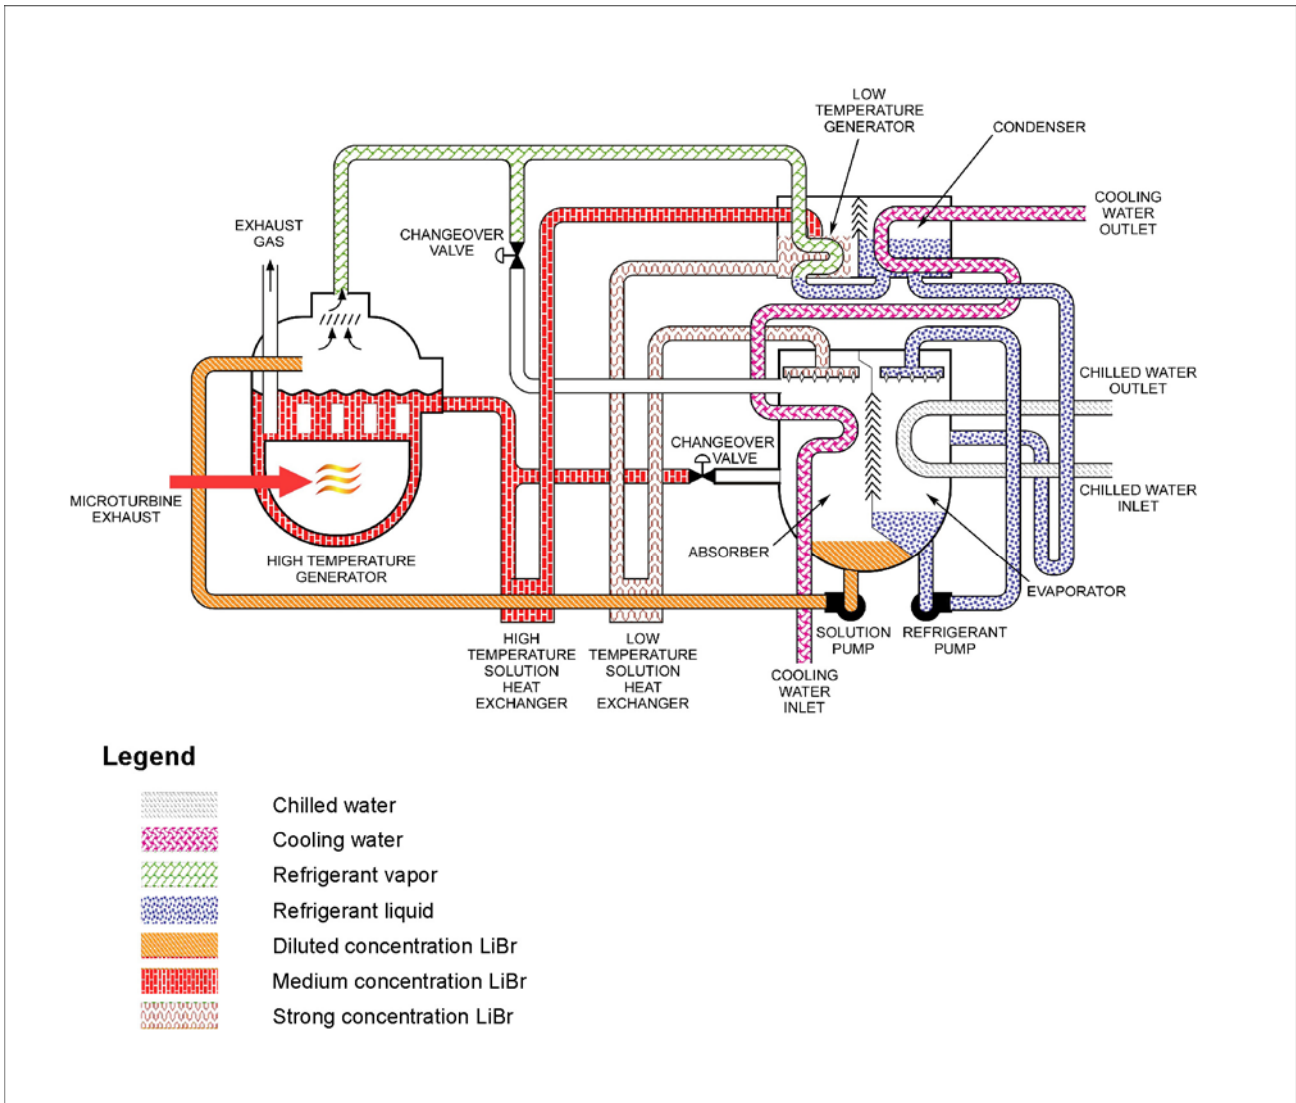 LOW
TEMPERATURE
GENERATOR
CONDENSER
COOLING
WATER
OUTLET
EXHAUST
GAS
CHANGEOVER
VALVE
CHILLED WATER
OUTLET
CHANGEOVER
VALVE
MICROTURBINE
EXHAUST
CHILLED WATER
INLET
ABSORBER
HIGH TEMPERATURE
GENERATOR
EVAPORATOR
SOLUTION
PUMP
REFRIGERANT
PUMP
HIGH
TEMPERATURE
SOLUTION
HEAT
EXCHANGER
LOW
TEMPERATURE
SOLUTION
HEAT
EXCHANGER
COOLING
WATER
INLET
Legend
Chilled water
Cooling water
Refrigerant vapor
Refrigerant liquid
Diluted concentration LiBr
Medium concentration LiBr
Strong concentration LiBr